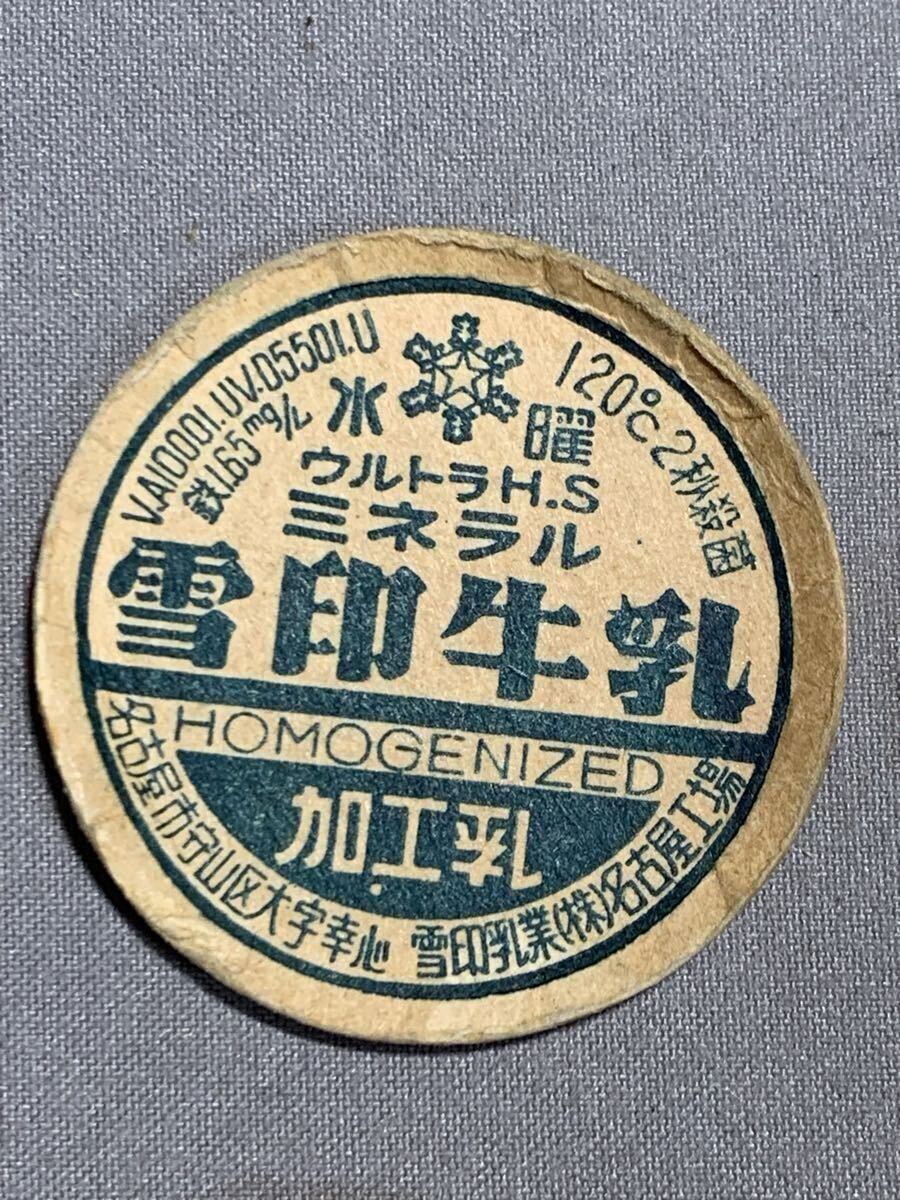 V.A1000I.U V.D550I.U
鉄1.65mg/L
120℃2秒殺菌
水曜
ウルトラH.S
ミネラル
雪印牛乳
HOMOGENIZED
加工乳
名古屋市守山区大字幸心 雪印乳業(株)名古屋工場